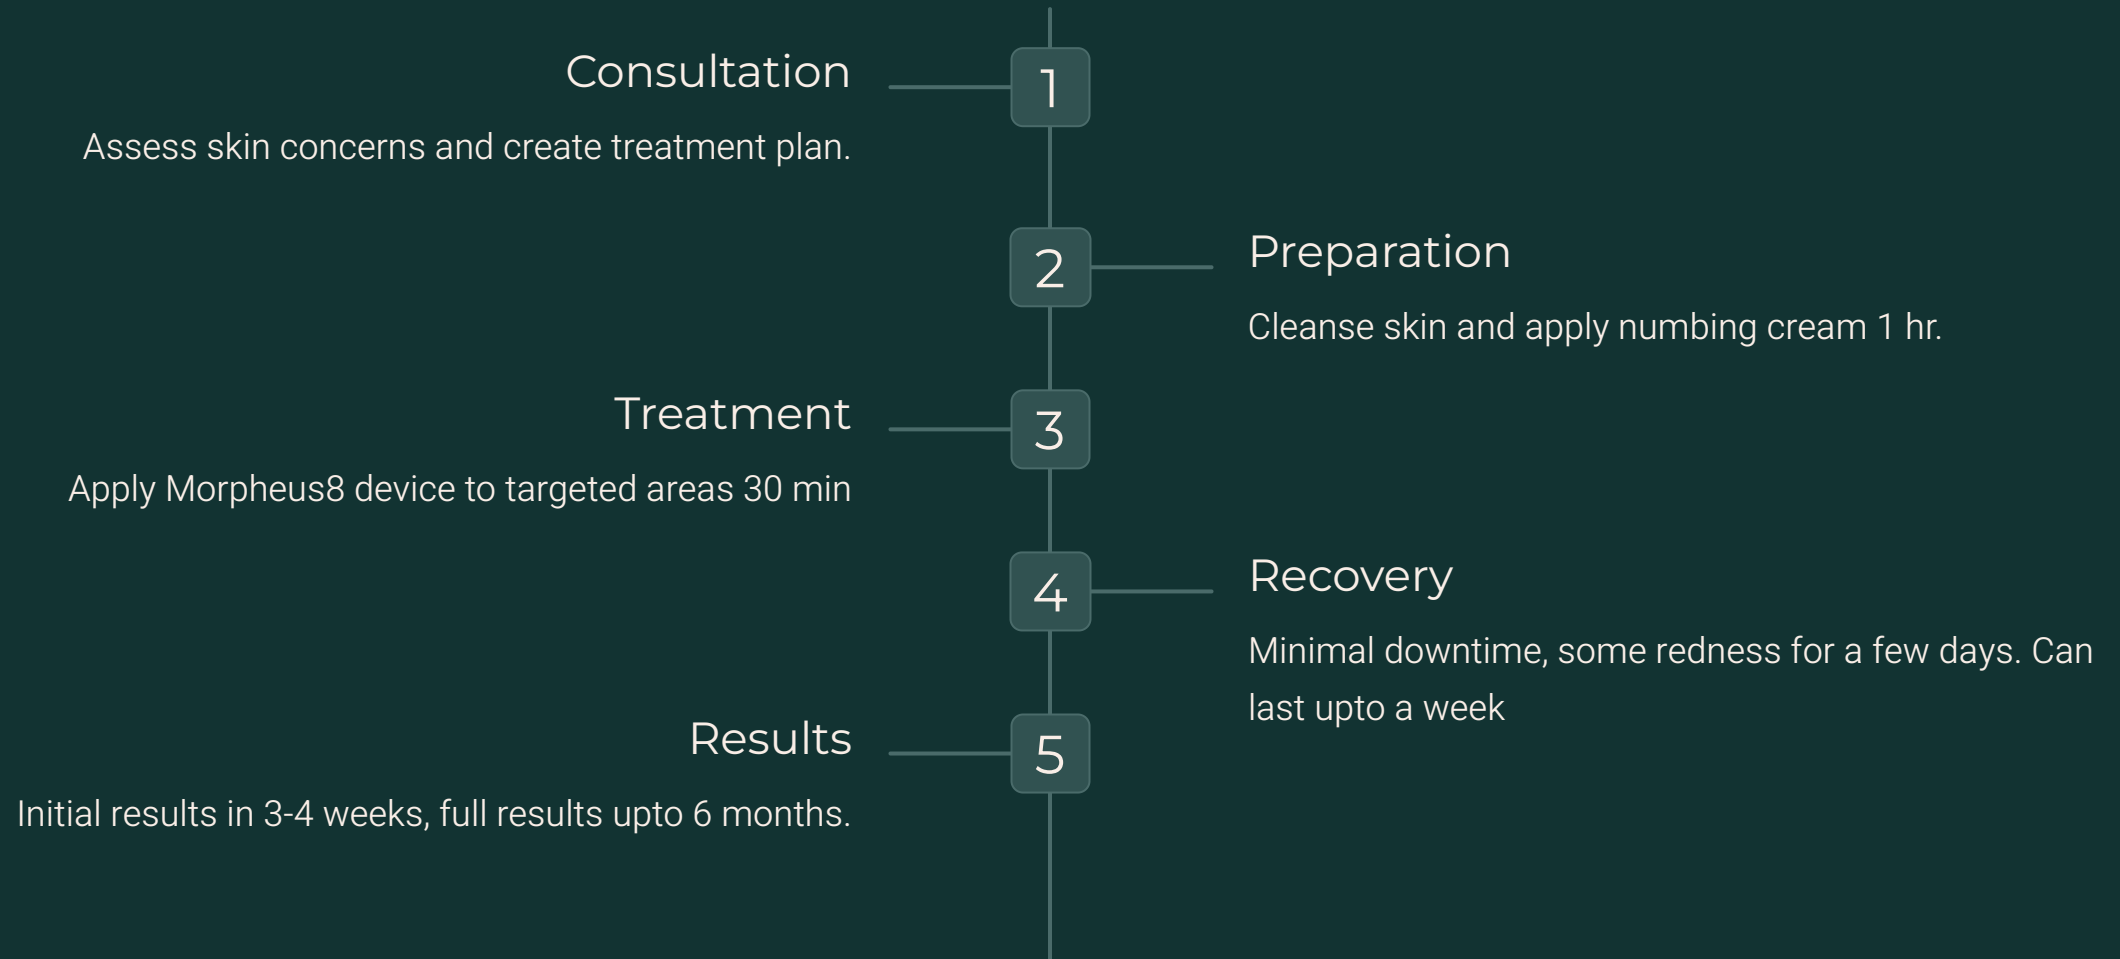 Consultation
1
Assess skin concerns and create treatment plan.
2
Preparation
Cleanse skin and apply numbing cream 1 hr.
Treatment
3
Apply Morpheus8 device to targeted areas 30 min
4
Recovery
Minimal downtime, some redness for a few days. Can
last upto a week
Results
5
Initial results in 3-4 weeks, full results upto 6 months.